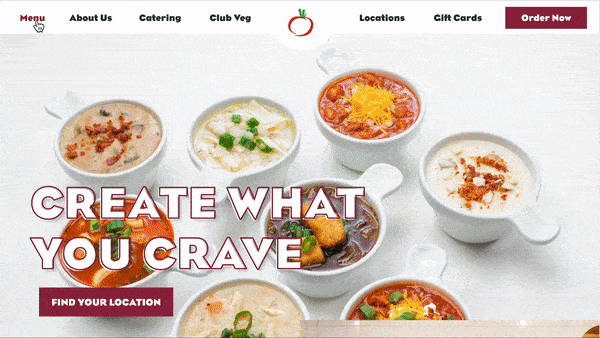 Menu
About Us
Catering
Club Veg
Locations
Gift Cards
Order Now
CREATE WHAT
YOU CRAVE
FIND YOUR LOCATION